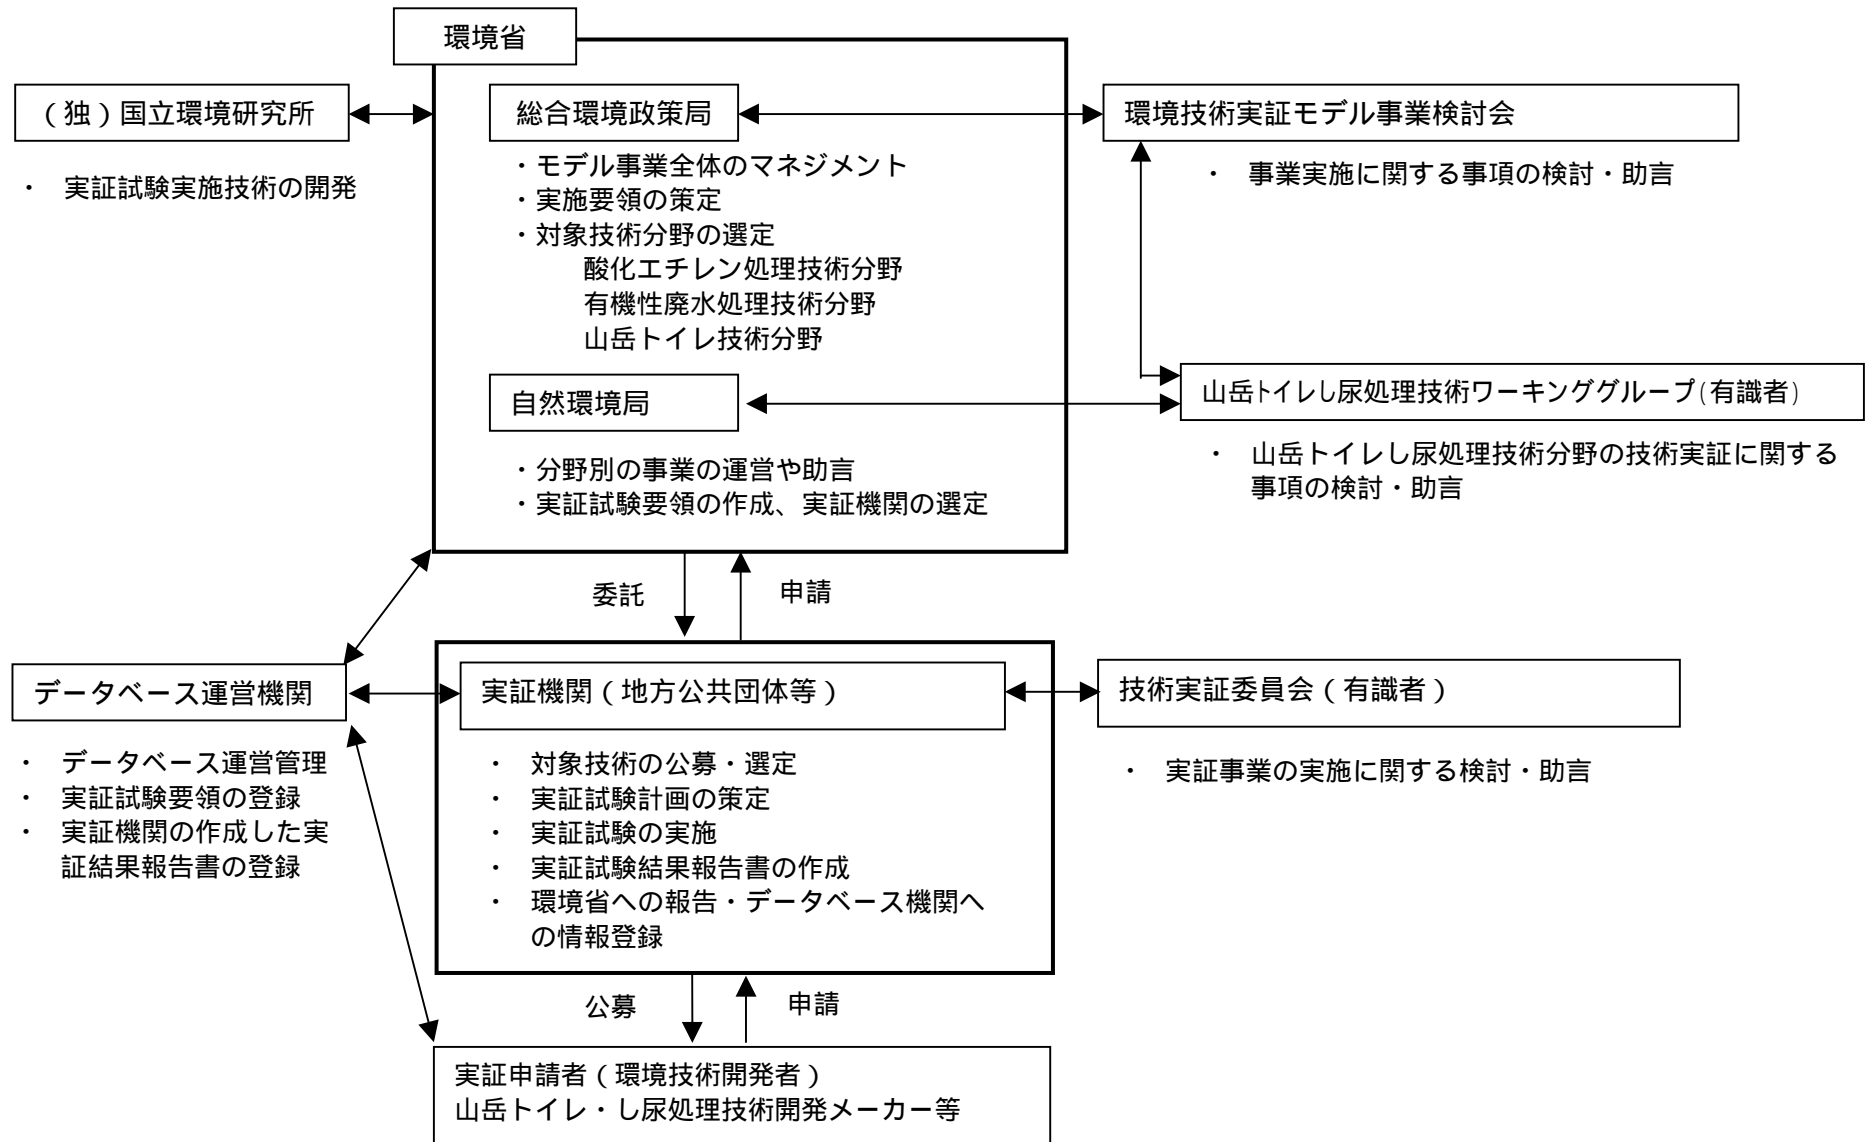 環境省
（独）国立環境研究所
・　実証試験実施技術の開発
総合環境政策局
・モデル事業全体のマネジメント
・実施要領の策定
・対象技術分野の選定
酸化エチレン処理技術分野
有機性廃水処理技術分野
山岳トイレ技術分野
環境技術実証モデル事業検討会
・　事業実施に関する事項の検討・助言
自然環境局
・分野別の事業の運営や助言
・実証試験要領の作成、実証機関の選定
山岳トイレし尿処理技術ワーキンググループ(有識者)
・　山岳トイレし尿処理技術分野の技術実証に関する
事項の検討・助言
委託
申請
データベース運営機関
・　データベース運営管理
・　実証試験要領の登録
・　実証機関の作成した実
証結果報告書の登録
実証機関（地方公共団体等）
・　対象技術の公募・選定
・　実証試験計画の策定
・　実証試験の実施
・　実証試験結果報告書の作成
・　環境省への報告・データベース機関へ
の情報登録
技術実証委員会（有識者）
・　実証事業の実施に関する検討・助言
公募
申請
実証申請者（環境技術開発者）
山岳トイレ・し尿処理技術開発メーカー等